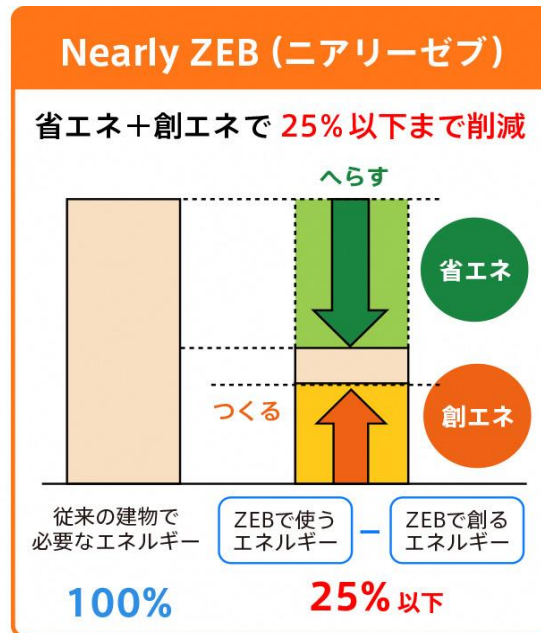 Nearly ZEB（ニアリーゼブ）
省エネ＋創エネで 25% 以下まで削減
へらす
省エネ
つくる
創エネ
従来の建物で
必要なエネルギー
ZEBで使う
エネルギー
−
ZEBで創る
エネルギー
100%
25% 以下